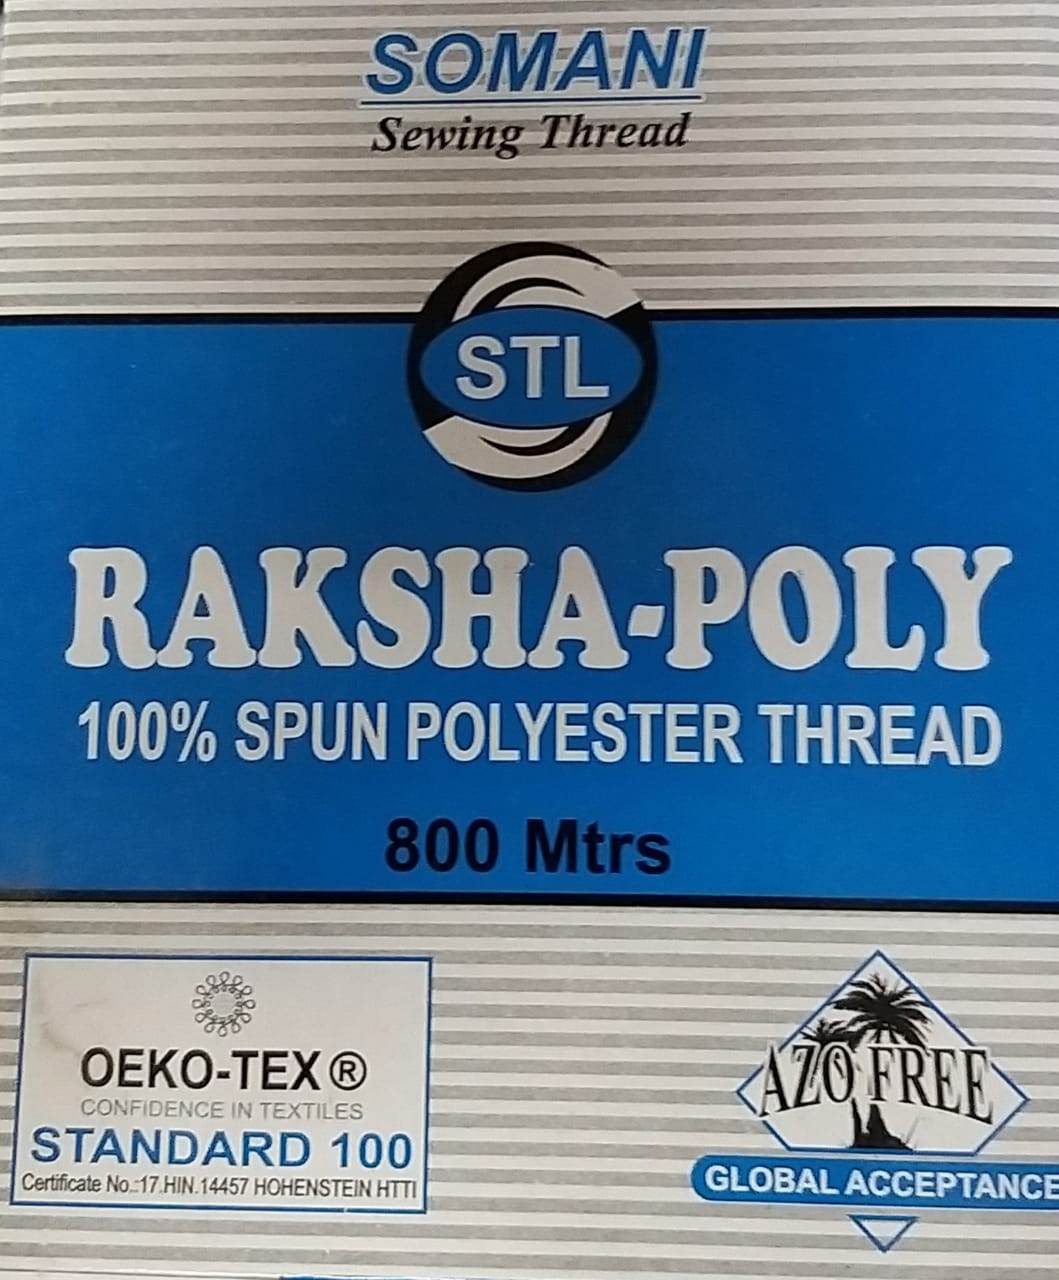 SOMANI
Sewing Thread
STL
RAKSHA-POLY
100% SPUN POLYESTER THREAD
800 Mtrs
OEKO-TEX®
CONFIDENCE IN TEXTILES
STANDARD 100
Certificate No.:17.HIN.14457 HOHENSTEIN HTTI
AZO FREE
GLOBAL ACCEPTANCE